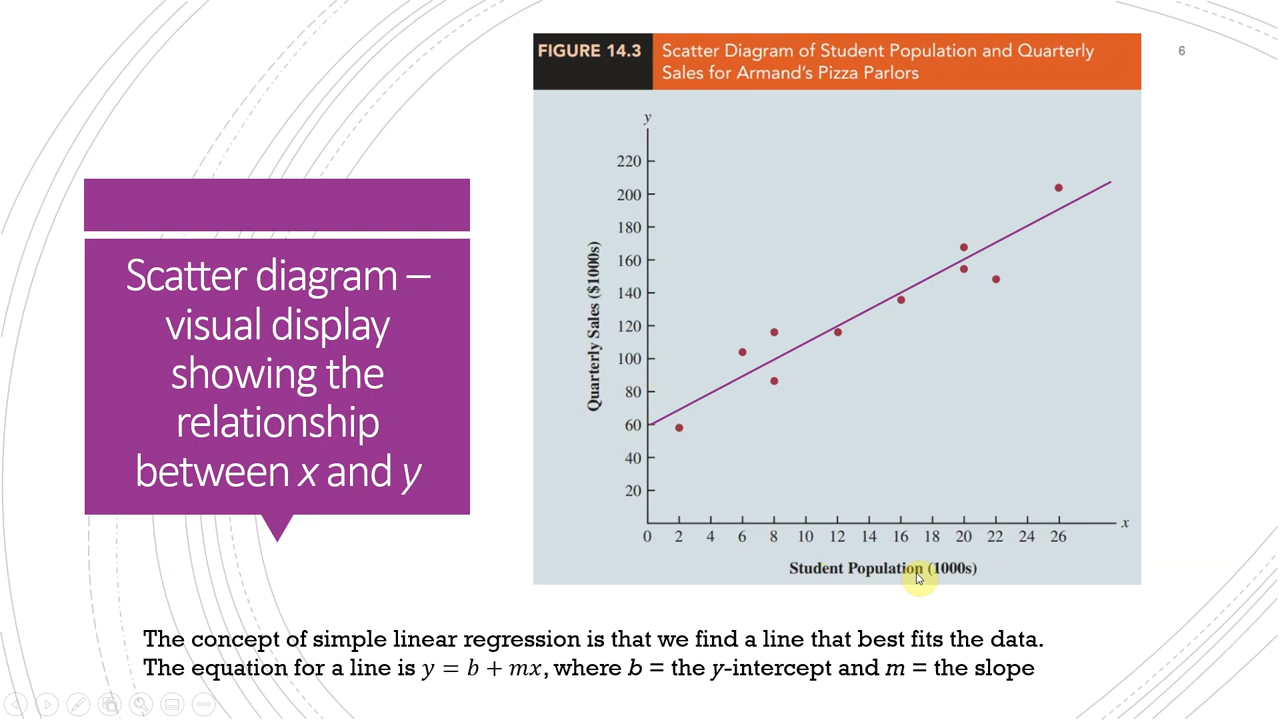 FIGURE 14.3
Scatter Diagram of Student Population and Quarterly
Sales for Armand's Pizza Parlors
6
Scatter diagram –
visual display
showing the
relationship
between x and y
y
220
200
180
160
140
120
100
80
60
40
20
Quarterly Sales ($1000s)
0 2 4 6 8 10 12 14 16 18 20 22 24 26
x
Student Population (1000s)
The concept of simple linear regression is that we find a line that best fits the data.
The equation for a line is y = b + mx, where b = the y-intercept and m = the slope